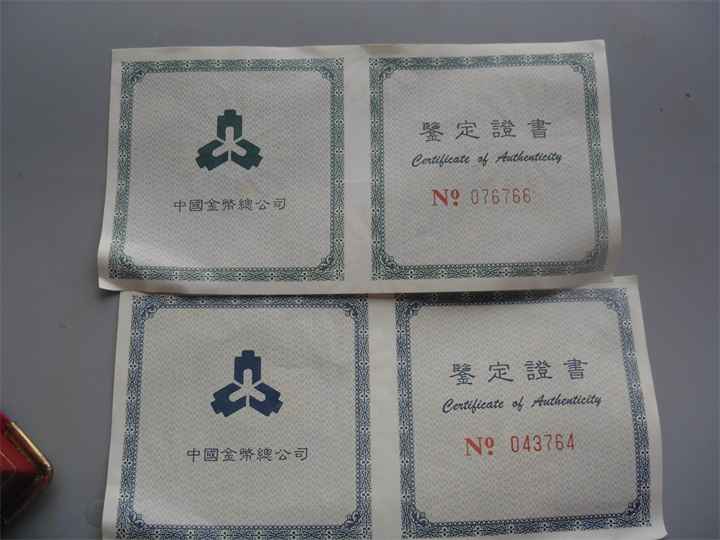 中國金幣總公司
鑒定證書
Certificate of Authenticity
Nº 076766
中國金幣總公司
鑒定證書
Certificate of Authenticity
Nº 043764